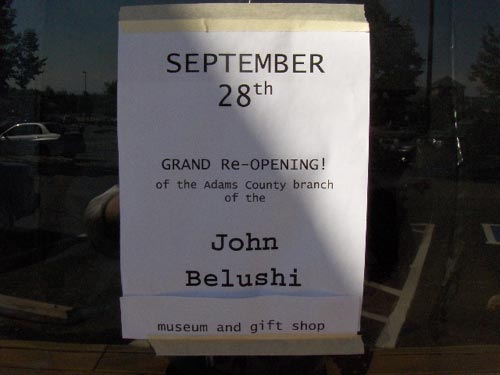 SEPTEMBER
28th
GRAND Re-OPENING!
of the Adams County branch
of the
John
Belushi
museum and gift shop